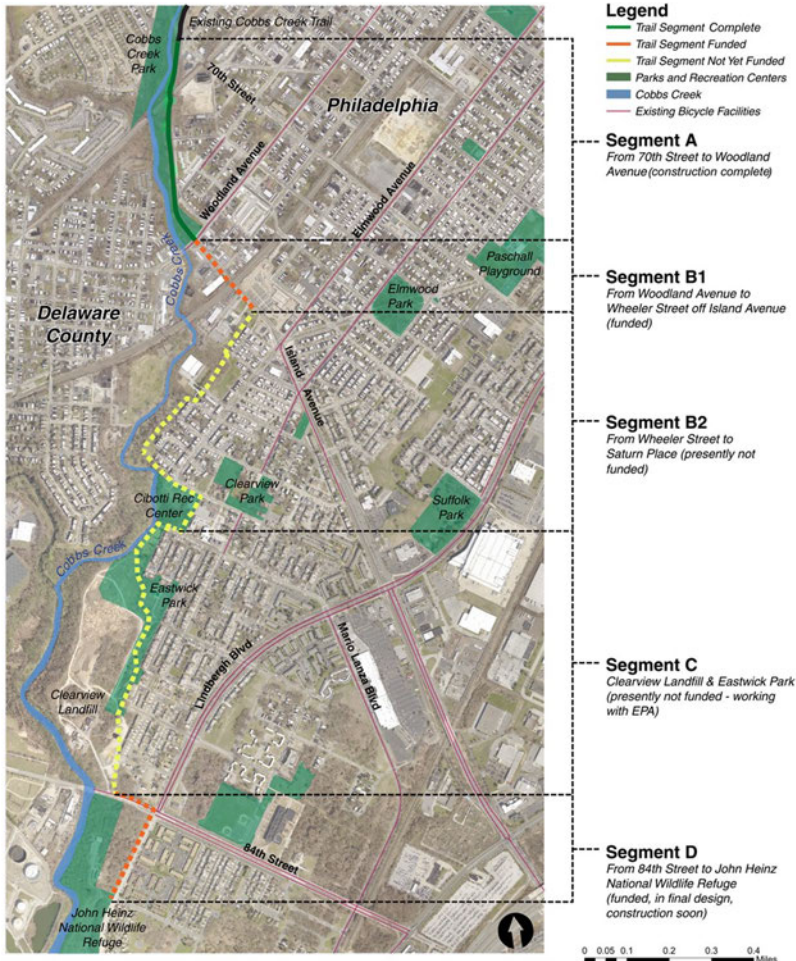 Existing Cobbs Creek Trail
Cobbs
Creek
Park
70th Street
Philadelphia
Woodland Avenue
Elmwood Avenue
Cobbs Creek
Paschall
Playground
Elmwood
Park
Delaware
County
Island Avenue
Clearview
Park
Cibotti Rec
Center
Suffolk
Park
Cobbs Creek
Eastwick
Park
Lindbergh Blvd
Mario Lanza Blvd
Clearview
Landfill
84th Street
John Heinz
National Wildlife
Refuge
Legend
Trail Segment Complete
Trail Segment Funded
Trail Segment Not Yet Funded
Parks and Recreation Centers
Cobbs Creek
Existing Bicycle Facilities
Segment A
From 70th Street to Woodland
Avenue(construction complete)
Segment B1
From Woodland Avenue to
Wheeler Street off Island Avenue
(funded)
Segment B2
From Wheeler Street to
Saturn Place (presently not
funded)
Segment C
Clearview Landfill & Eastwick Park
(presently not funded - working
with EPA)
Segment D
From 84th Street to John Heinz
National Wildlife Refuge
(funded, in final design,
construction soon)
0 0.05 0.1 0.2 0.3 0.4
Miles